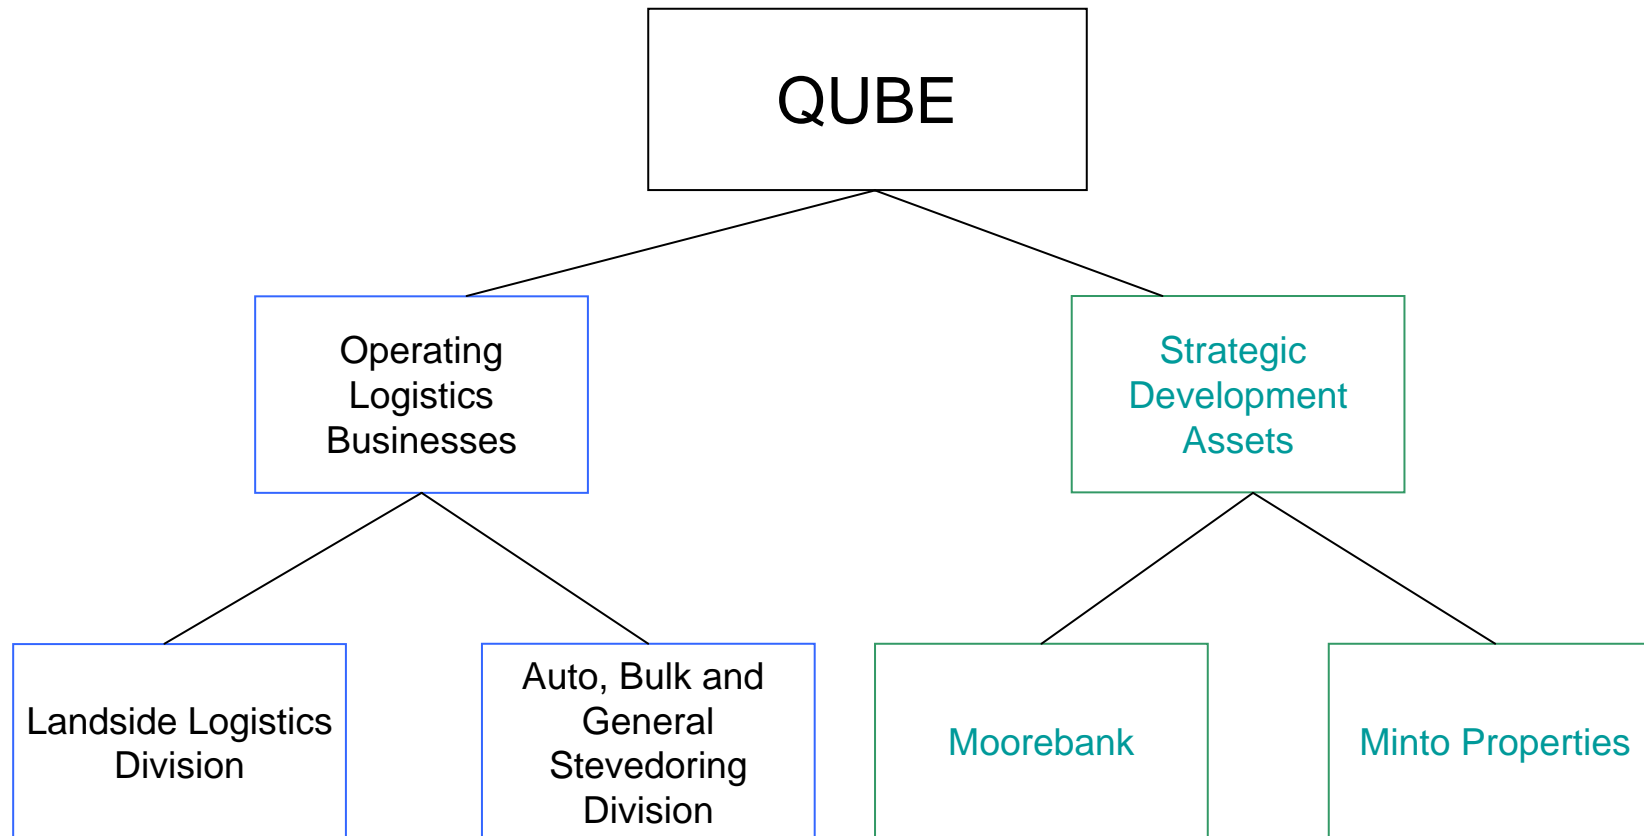 QUBE
Operating
Logistics
Businesses
Strategic
Development
Assets
Landside Logistics
Division
Auto, Bulk and
General
Stevedoring
Division
Moorebank
Minto Properties